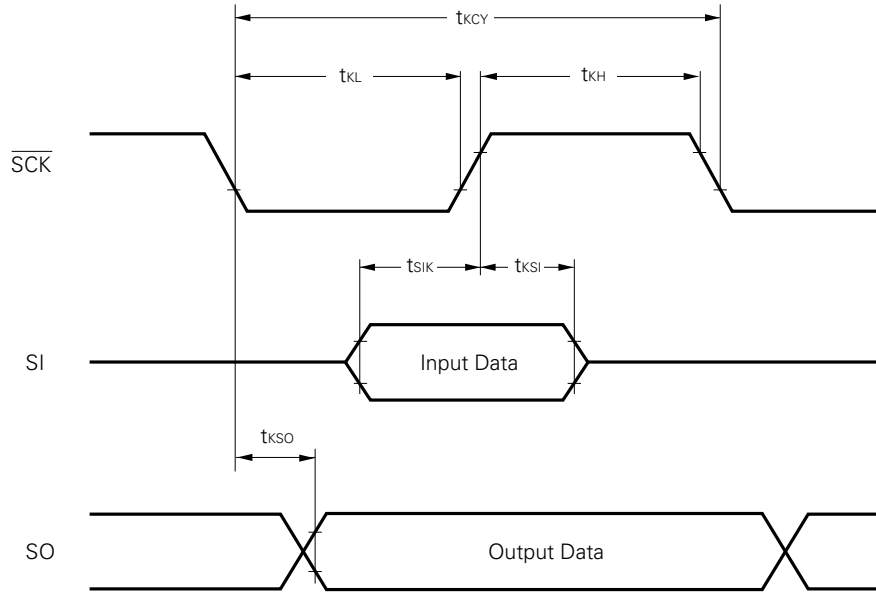 tKCY
tKL
tKH
SCK
tSIK
tKSI
SI
Input Data
tKSO
SO
Output Data